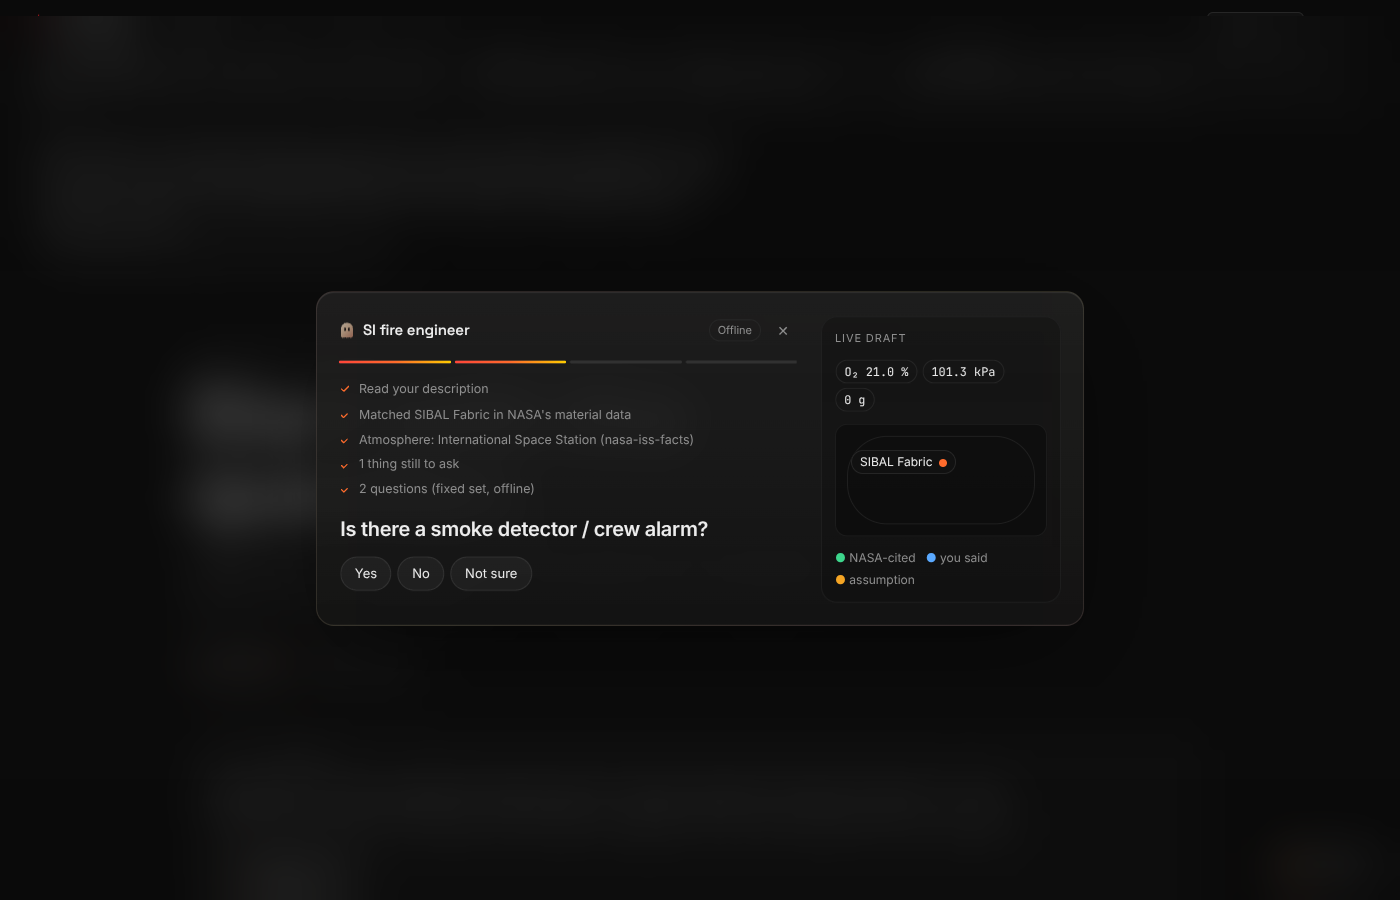 SI fire engineer
Offline
Read your description
Matched SIBAL Fabric in NASA's material data
Atmosphere: International Space Station (nasa-iss-facts)
1 thing still to ask
2 questions (fixed set, offline)
Is there a smoke detector / crew alarm?
Yes No Not sure
LIVE DRAFT
O₂ 21.0 % 101.3 kPa
0 g
SIBAL Fabric
NASA-cited you said
assumption